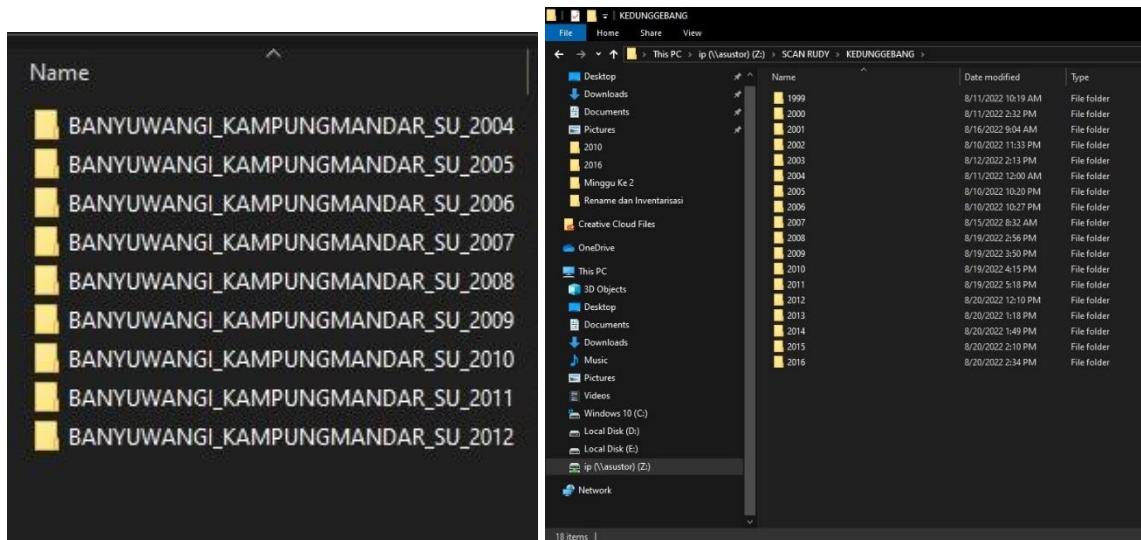 Name
BANYUWANGI_KAMPUNGMANDAR_SU_2004
BANYUWANGI_KAMPUNGMANDAR_SU_2005
BANYUWANGI_KAMPUNGMANDAR_SU_2006
BANYUWANGI_KAMPUNGMANDAR_SU_2007
BANYUWANGI_KAMPUNGMANDAR_SU_2008
BANYUWANGI_KAMPUNGMANDAR_SU_2009
BANYUWANGI_KAMPUNGMANDAR_SU_2010
BANYUWANGI_KAMPUNGMANDAR_SU_2011
BANYUWANGI_KAMPUNGMANDAR_SU_2012
KEDUNGGEBANG
File Home Share View
This PC > ip (\\asustor) (Z:) > SCAN RUDY > KEDUNGGEBANG >
Desktop
Downloads
Documents
Pictures
2010
2016
Minggu Ke 2
Rename dan Inventarisasi
Creative Cloud Files
OneDrive
This PC
3D Objects
Desktop
Documents
Downloads
Music
Pictures
Videos
Windows 10 (C:)
Local Disk (D:)
Local Disk (E:)
ip (\\asustor) (Z:)
Network
Name Date modified Type
1999 8/11/2022 10:19 AM File folder
2000 8/11/2022 2:32 PM File folder
2001 8/16/2022 9:04 AM File folder
2002 8/10/2022 11:33 PM File folder
2003 8/12/2022 2:13 PM File folder
2004 8/11/2022 12:00 AM File folder
2005 8/10/2022 10:20 PM File folder
2006 8/10/2022 10:27 PM File folder
2007 8/15/2022 8:32 AM File folder
2008 8/19/2022 2:56 PM File folder
2009 8/19/2022 3:50 PM File folder
2010 8/19/2022 4:15 PM File folder
2011 8/19/2022 5:18 PM File folder
2012 8/20/2022 12:10 PM File folder
2013 8/20/2022 1:18 PM File folder
2014 8/20/2022 1:49 PM File folder
2015 8/20/2022 2:10 PM File folder
2016 8/20/2022 2:34 PM File folder
18 items